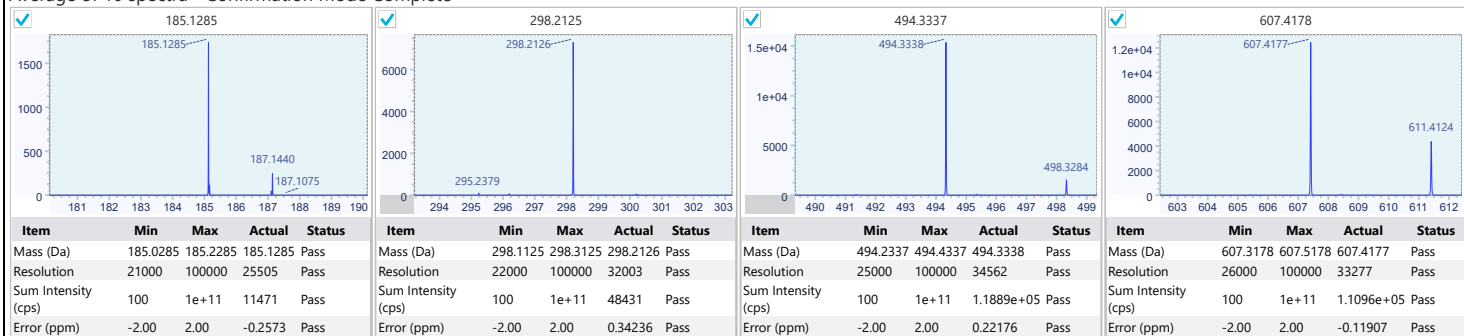 185.1285
1500
1000
500
0
185.1285
187.1440
187.1075
181 182 183 184 185 186 187 188 189 190
Item Min Max Actual Status
Mass (Da) 185.0285 185.2285 185.1285 Pass
Resolution 21000 100000 25505 Pass
Sum Intensity
(cps) 100 1e+11 11471 Pass
Error (ppm) -2.00 2.00 -0.2573 Pass
298.2125
6000
4000
2000
0
298.2126
295.2379
294 295 296 297 298 299 300 301 302 303
Item Min Max Actual Status
Mass (Da) 298.1125 298.3125 298.2126 Pass
Resolution 22000 100000 32003 Pass
Sum Intensity
(cps) 100 1e+11 48431 Pass
Error (ppm) -2.00 2.00 0.34236 Pass
494.3337
1.5e+04
1e+04
5000
0
494.3338
498.3284
490 491 492 493 494 495 496 497 498 499
Item Min Max Actual Status
Mass (Da) 494.2337 494.4337 494.3338 Pass
Resolution 25000 100000 34562 Pass
Sum Intensity
(cps) 100 1e+11 1.1889e+05 Pass
Error (ppm) -2.00 2.00 0.22176 Pass
607.4178
1.2e+04
1e+04
8000
6000
4000
2000
0
607.4177
611.4124
603 604 605 606 607 608 609 610 611 612
Item Min Max Actual Status
Mass (Da) 607.3178 607.5178 607.4177 Pass
Resolution 26000 100000 33277 Pass
Sum Intensity
(cps) 100 1e+11 1.1096e+05 Pass
Error (ppm) -2.00 2.00 -0.11907 Pass